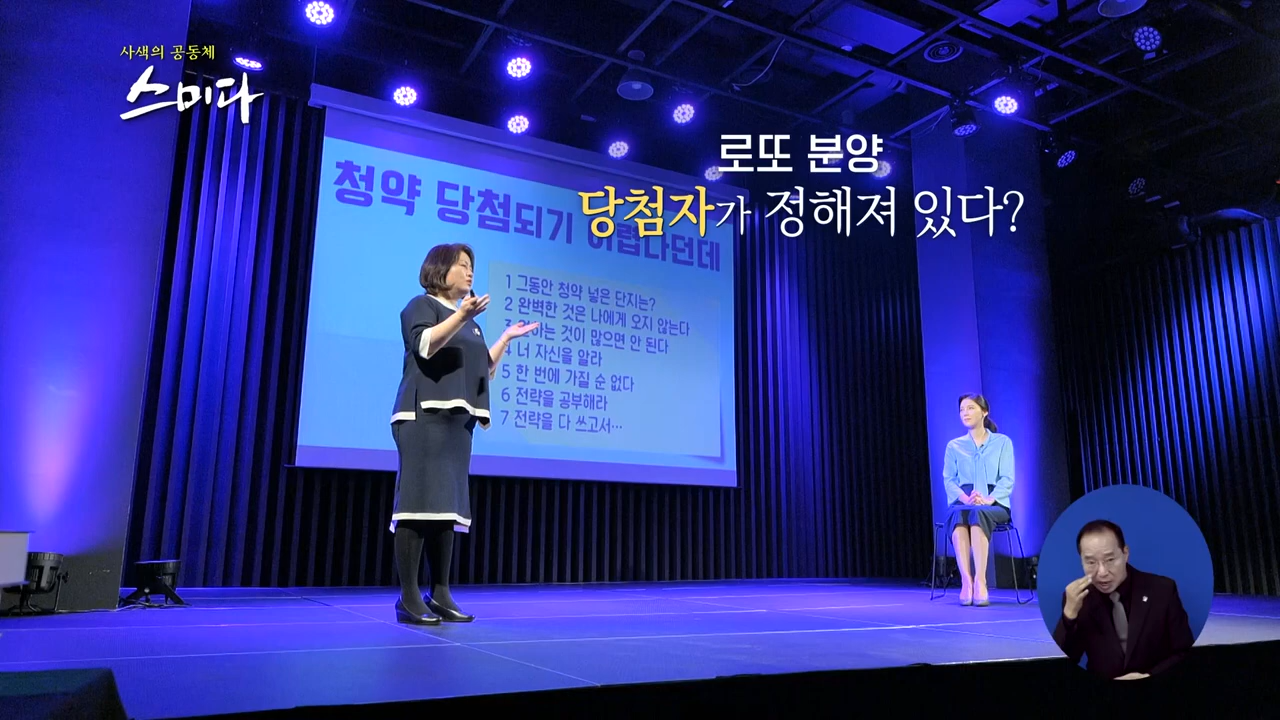 사색의 공동체
스미다
로또 분양
당첨자가 정해져 있다?
청약 당첨되기 어렵다던데
1 그동안 청약 넣은 단지는?
2 완벽한 것은 나에게 오지 않는다
3 것이 많으면 안 된다
4 너 자신을 알라
5 한 번에 가질 순 없다
6 전략을 공부해라
7 전략을 다 쓰고서…